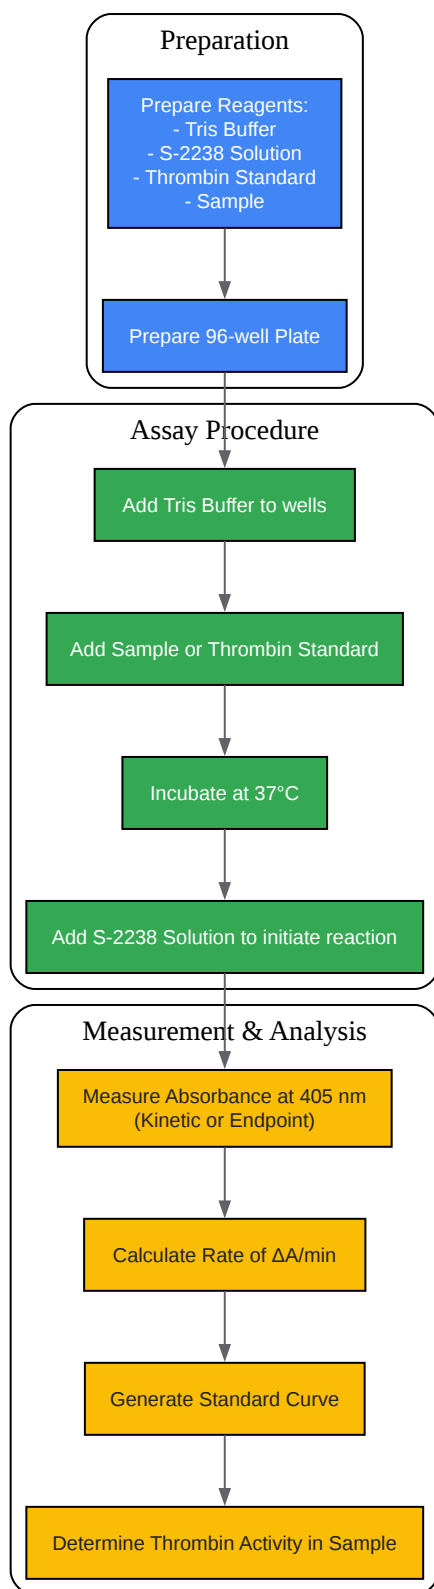 Preparation
Prepare Reagents:
- Tris Buffer
- S-2238 Solution
- Thrombin Standard
- Sample
Prepare 96-well Plate
Assay Procedure
Add Tris Buffer to wells
Add Sample or Thrombin Standard
Incubate at 37°C
Add S-2238 Solution to initiate reaction
Measurement & Analysis
Measure Absorbance at 405 nm
(Kinetic or Endpoint)
Calculate Rate of ΔA/min
Generate Standard Curve
Determine Thrombin Activity in Sample